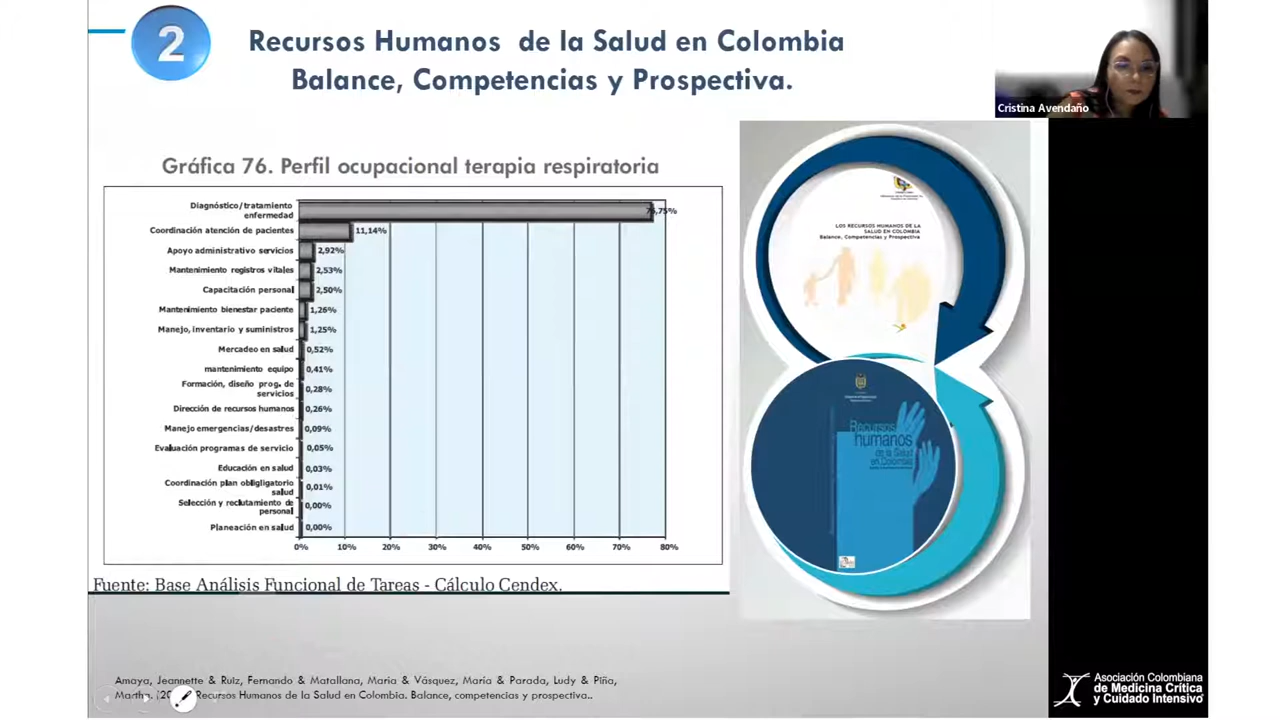 2
Recursos Humanos de la Salud en Colombia
Balance, Competencias y Prospectiva.
Cristina Avendaño
Gráfica 76. Perfil ocupacional terapia respiratoria
Diagnóstico/tratamiento
enfermedad
Coordinación atención de pacientes
11,14%
Apoyo administrativo servicios
2,92%
Mantenimiento registros vitales
2,53%
Capacitación personal
2,50%
Mantenimiento bienestar paciente
1,26%
Manejo, inventario y suministros
1,25%
Mercadeo en salud
0,52%
mantenimiento equipo
0,41%
Formación, diseño prog. de
servicios
0,28%
Dirección de recursos humanos
0,26%
Manejo emergencias/desastres
0,09%
Evaluación programas de servicio
0,05%
Educación en salud
0,03%
Coordinación plan obligligatorio
salud
0,01%
Selección y reclutamiento de
personal
0,00%
Planeación en salud
0,00%
0% 10% 20% 30% 40% 50% 60% 70% 80%
LOS RECURSOS HUMANOS DE LA
SALUD EN COLOMBIA
Balance, Competencias y Prospectiva
Recursos
humanos
de la Salud
en Colombia
Fuente: Base Análisis Funcional de Tareas - Cálculo Cendex.
Amaya, Jeannette & Ruiz, Fernando & Matallana, Maria & Vásquez, María & Parada, Ludy & Piña,
Recursos Humanos de la Salud en Colombia. Balance, competencias y prospectiva..
Asociación Colombiana
de Medicina Crítica
y Cuidado Intensivo